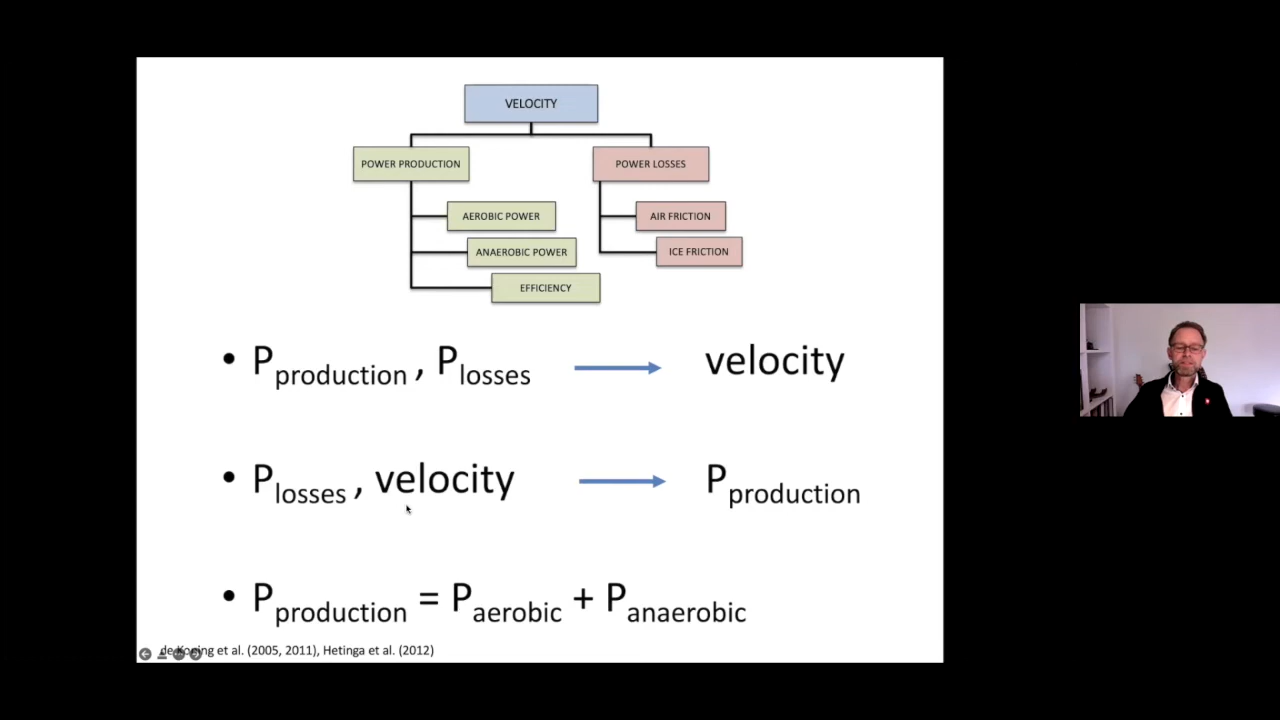 VELOCITY
POWER PRODUCTION
POWER LOSSES
AEROBIC POWER
AIR FRICTION
ANAEROBIC POWER
ICE FRICTION
EFFICIENCY
• Pproduction , Plosses velocity
• Plosses , velocity Pproduction
• Pproduction = Paerobic + Panaerobic
de Koning et al. (2005, 2011), Hetinga et al. (2012)